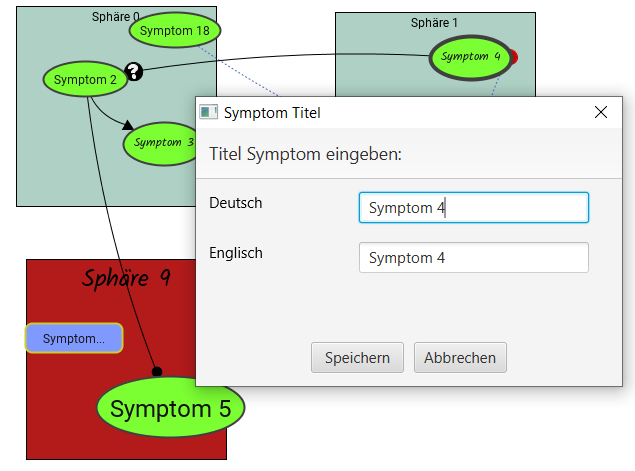 Sphäre 0
Symptom 18
Sphäre 1
Symptom 2
?
Symptom 4
Symptom 3
Symptom Titel
Titel Symptom eingeben:
Deutsch
Symptom 4
Englisch
Symptom 4
Speichern
Abbrechen
Sphäre 9
Symptom...
Symptom 5